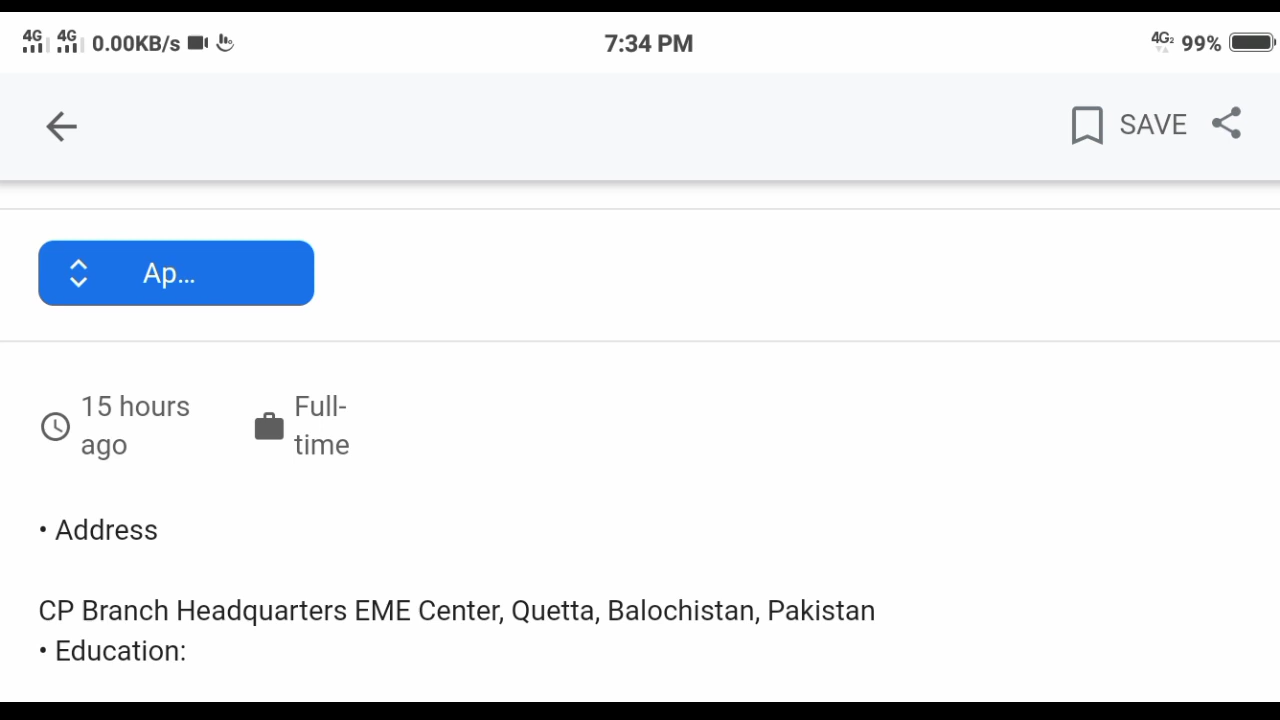 4G 4G 0.00KB/s 7:34 PM 4G2 99%
SAVE
Ap...
15 hours
ago
Full-
time
• Address
CP Branch Headquarters EME Center, Quetta, Balochistan, Pakistan
• Education: